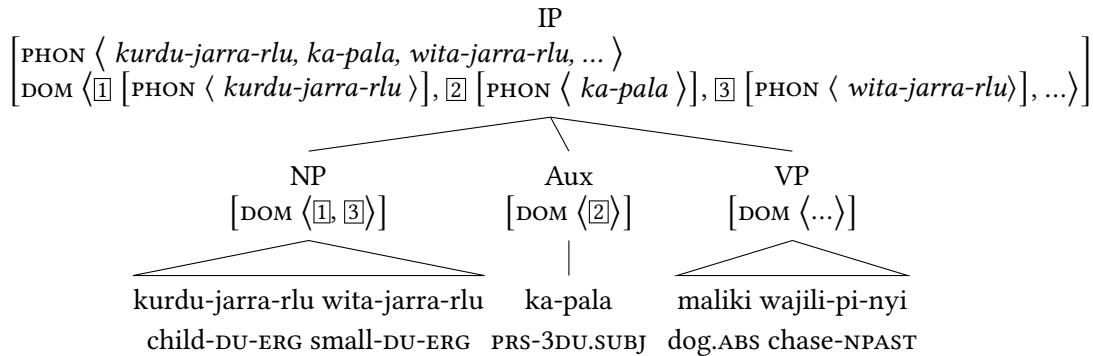 IP
[PHON ⟨ kurdu-jarra-rlu, ka-pala, wita-jarra-rlu, … ⟩
DOM ⟨[1] [PHON ⟨ kurdu-jarra-rlu ⟩], [2] [PHON ⟨ ka-pala ⟩], [3] [PHON ⟨ wita-jarra-rlu⟩], …⟩]
NP Aux VP
[DOM ⟨[1], [3]⟩] [DOM ⟨[2]⟩] [DOM ⟨…⟩]
kurdu-jarra-rlu wita-jarra-rlu ka-pala maliki wajili-pi-nyi
child-DU-ERG small-DU-ERG PRS-3DU.SUBJ dog.ABS chase-NPAST